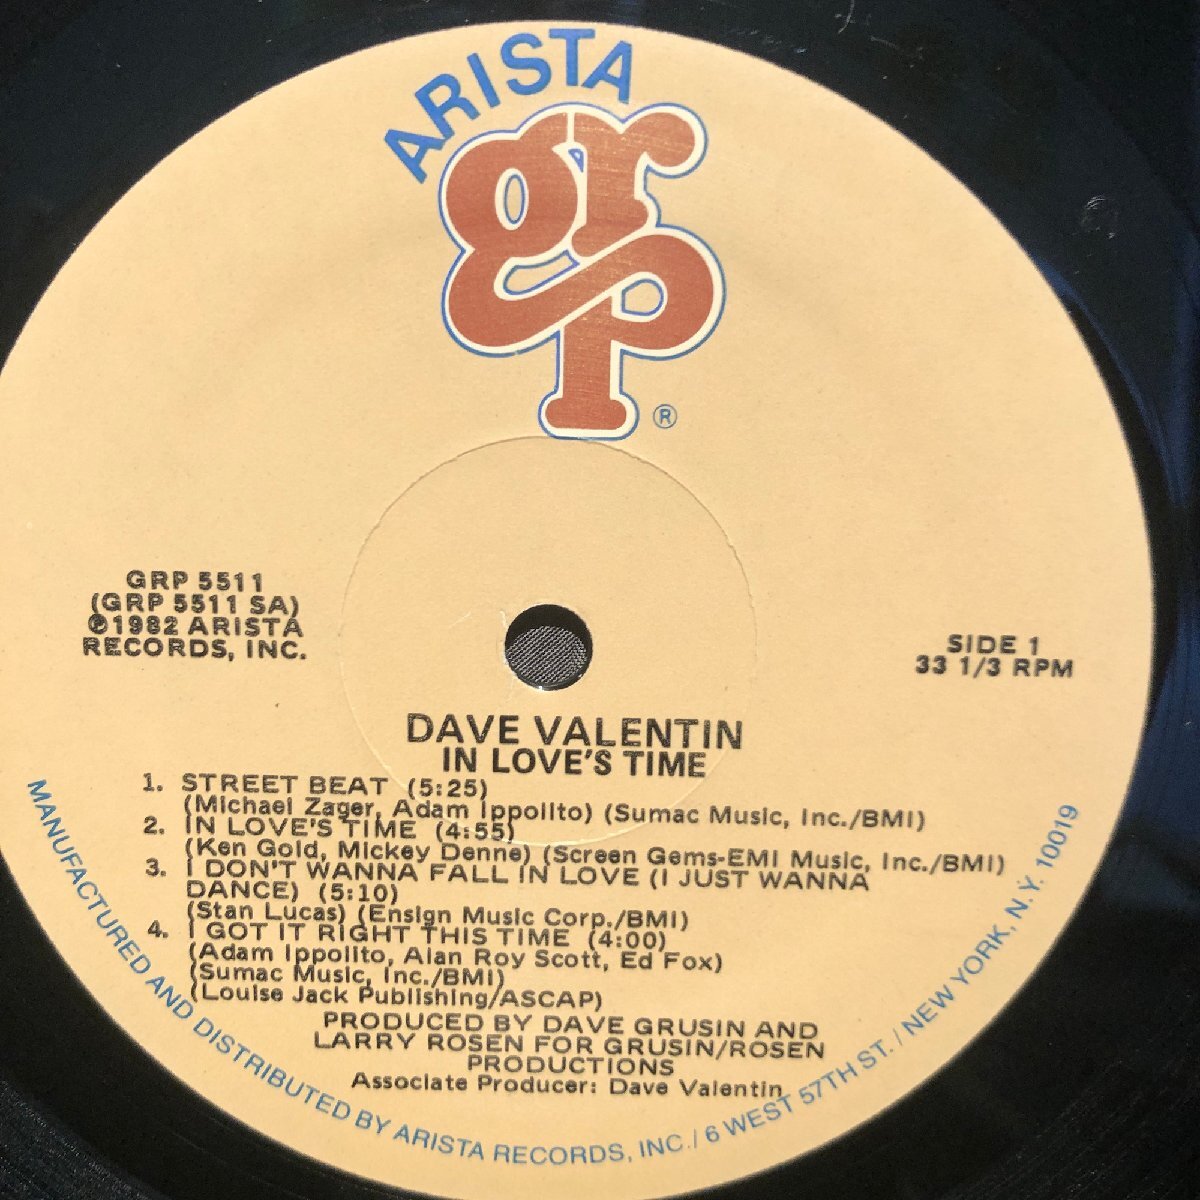 ARISTA
grp
®
GRP 5511
(GRP 5511 SA)
℗1982 ARISTA
RECORDS, INC.
SIDE 1
33 1/3 RPM
DAVE VALENTIN
IN LOVE'S TIME
1. STREET BEAT (5:25)
(Michael Zager, Adam Ippolito) (Sumac Music, Inc./BMI)
2. IN LOVE'S TIME (4:55)
(Ken Gold, Mickey Denne) (Screen Gems-EMI Music, Inc./BMI)
3. I DON'T WANNA FALL IN LOVE (I JUST WANNA
DANCE) (5:10)
(Stan Lucas) (Ensign Music Corp./BMI)
4. I GOT IT RIGHT THIS TIME (4:00)
(Adam Ippolito, Alan Roy Scott, Ed Fox)
(Sumac Music, Inc./BMI)
(Louise Jack Publishing/ASCAP)
PRODUCED BY DAVE GRUSIN AND
LARRY ROSEN FOR GRUSIN/ROSEN
PRODUCTIONS
Associate Producer: Dave Valentin
MANUFACTURED AND DISTRIBUTED BY ARISTA RECORDS, INC./ 6 WEST 57TH ST. / NEW YORK, N.Y. 10019